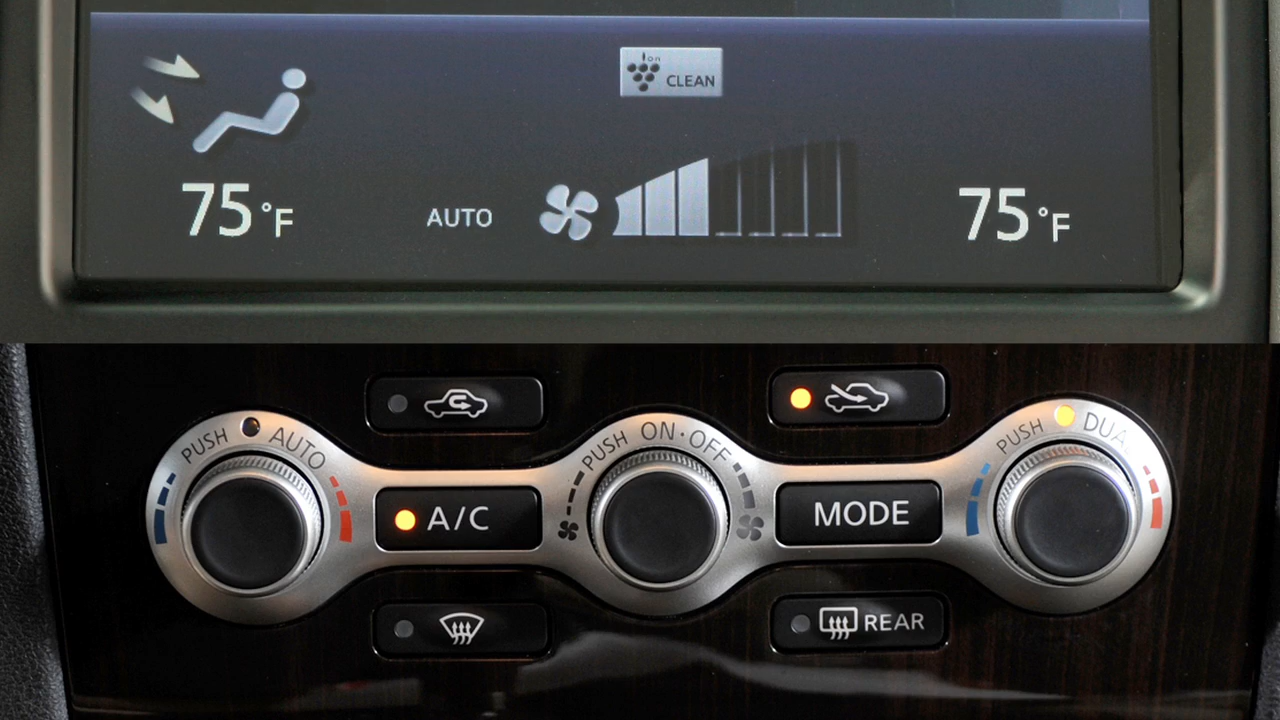 ion
CLEAN
75°F
AUTO
75°F
PUSH AUTO
PUSH ON·OFF
PUSH DUAL
A/C
MODE
REAR